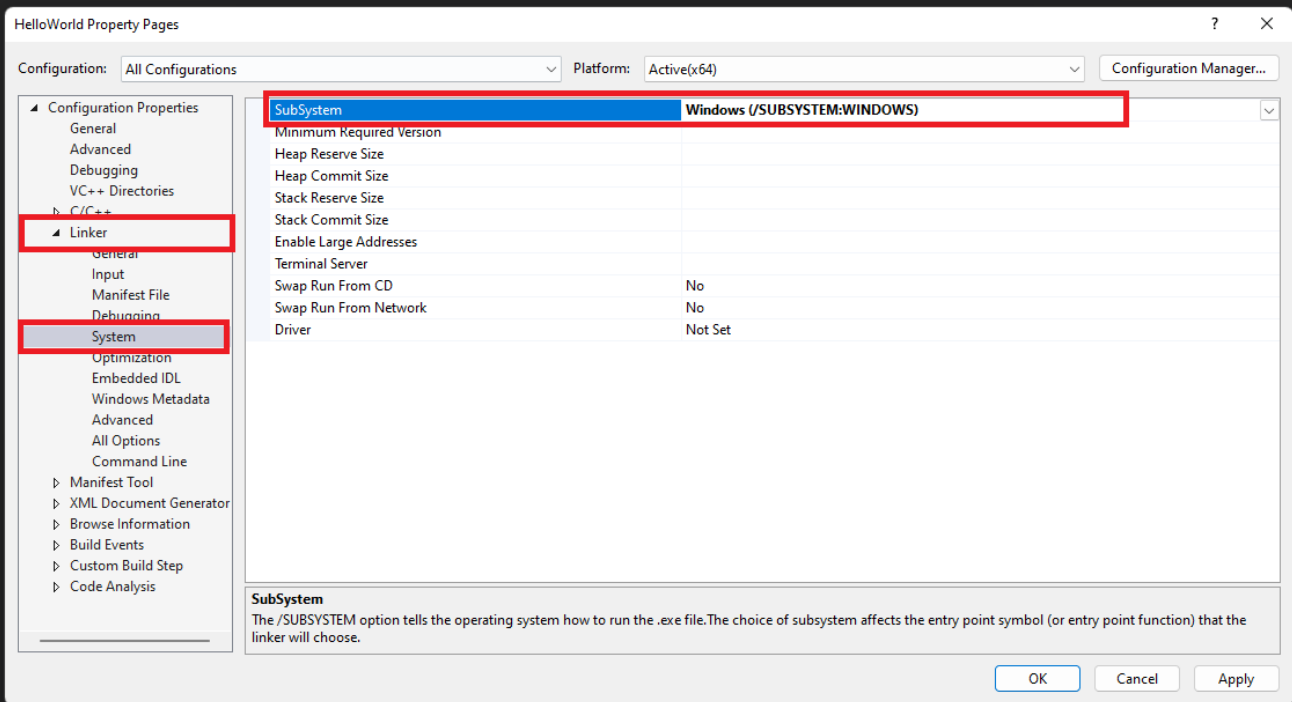 HelloWorld Property Pages
?
Configuration:
All Configurations
Platform:
Active(x64)
Configuration Manager...
Configuration Properties
General
Advanced
Debugging
VC++ Directories
C/C++
Linker
General
Input
Manifest File
Debugging
System
Optimization
Embedded IDL
Windows Metadata
Advanced
All Options
Command Line
Manifest Tool
XML Document Generator
Browse Information
Build Events
Custom Build Step
Code Analysis
SubSystem Windows (/SUBSYSTEM:WINDOWS)
Minimum Required Version
Heap Reserve Size
Heap Commit Size
Stack Reserve Size
Stack Commit Size
Enable Large Addresses
Terminal Server
Swap Run From CD No
Swap Run From Network No
Driver Not Set
SubSystem
The /SUBSYSTEM option tells the operating system how to run the .exe file.The choice of subsystem affects the entry point symbol (or entry point function) that the
linker will choose.
OK
Cancel
Apply